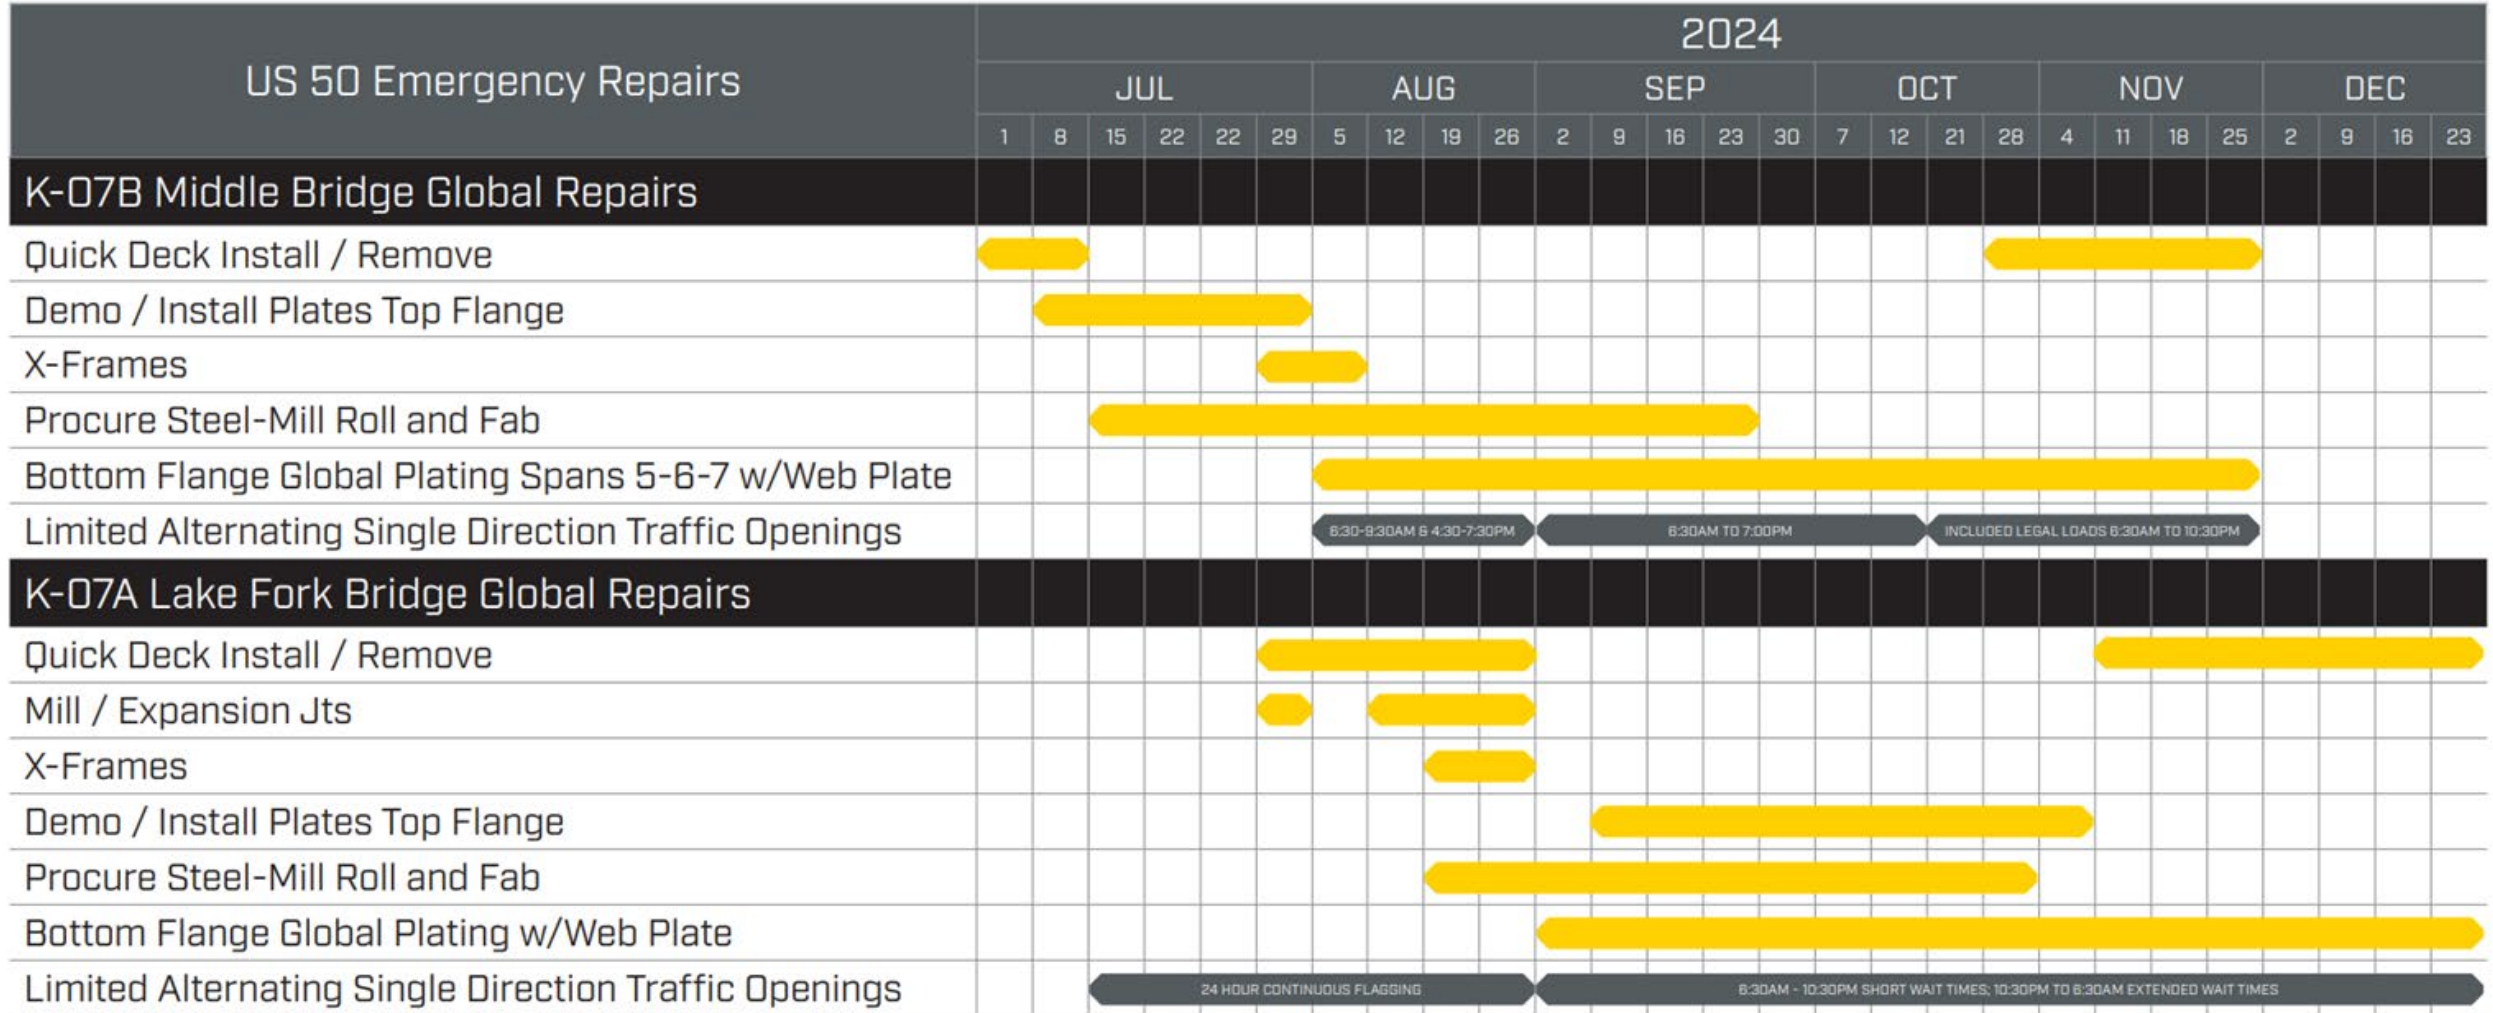 2024
US 50 Emergency Repairs
JUL AUG SEP OCT NOV DEC
1 8 15 22 22 29 5 12 19 26 2 9 16 23 30 7 12 21 28 4 11 18 25 2 9 16 23
K-07B Middle Bridge Global Repairs
Quick Deck Install / Remove
Demo / Install Plates Top Flange
X-Frames
Procure Steel-Mill Roll and Fab
Bottom Flange Global Plating Spans 5-6-7 w/Web Plate
Limited Alternating Single Direction Traffic Openings 6:30-9:30AM & 4:30-7:30PM 6:30AM TO 7:00PM INCLUDED LEGAL LOADS 6:30AM TO 10:30PM
K-07A Lake Fork Bridge Global Repairs
Quick Deck Install / Remove
Mill / Expansion Jts
X-Frames
Demo / Install Plates Top Flange
Procure Steel-Mill Roll and Fab
Bottom Flange Global Plating w/Web Plate
Limited Alternating Single Direction Traffic Openings 24 HOUR CONTINUOUS FLAGGING 6:30AM - 10:30PM SHORT WAIT TIMES; 10:30PM TO 6:30AM EXTENDED WAIT TIMES